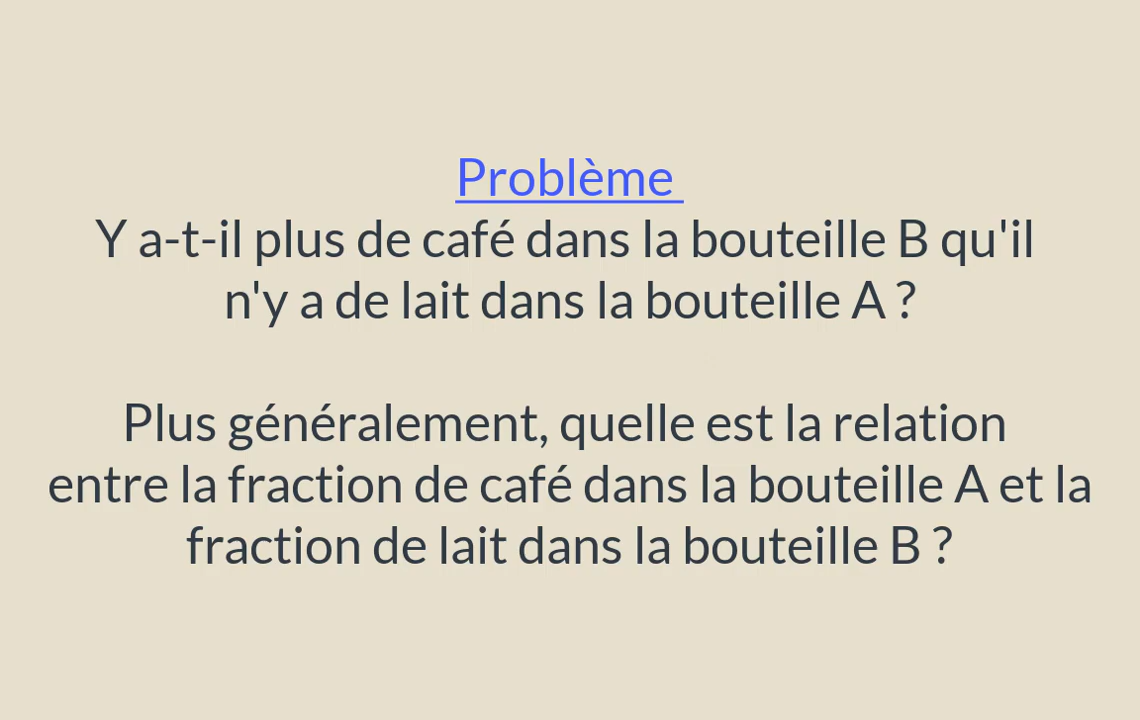 Problème
Y a-t-il plus de café dans la bouteille B qu'il
n'y a de lait dans la bouteille A ?
Plus généralement, quelle est la relation
entre la fraction de café dans la bouteille A et la
fraction de lait dans la bouteille B ?